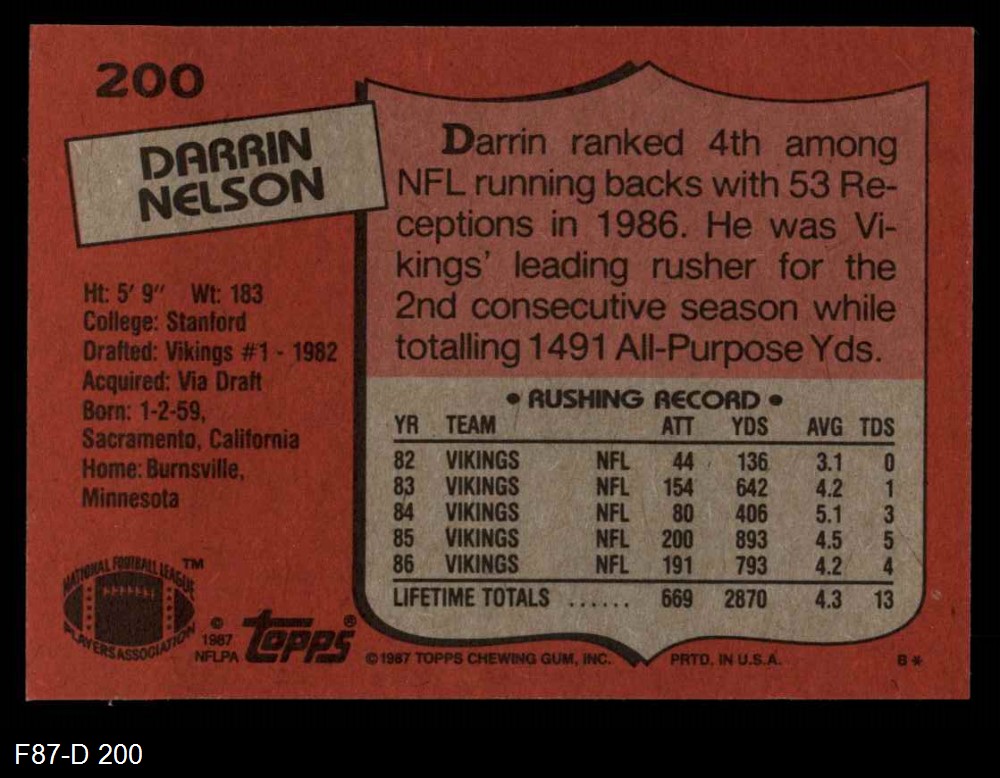 200
DARRIN
NELSON
Ht: 5' 9" Wt: 183
College: Stanford
Drafted: Vikings #1 - 1982
Acquired: Via Draft
Born: 1-2-59,
Sacramento, California
Home: Burnsville,
Minnesota
Darrin ranked 4th among
NFL running backs with 53 Re-
ceptions in 1986. He was Vi-
kings' leading rusher for the
2nd consecutive season while
totalling 1491 All-Purpose Yds.
• RUSHING RECORD •
YR TEAM ATT YDS AVG TDS
82 VIKINGS NFL 44 136 3.1 0
83 VIKINGS NFL 154 642 4.2 1
84 VIKINGS NFL 80 406 5.1 3
85 VIKINGS NFL 200 893 4.5 5
86 VIKINGS NFL 191 793 4.2 4
LIFETIME TOTALS ...... 669 2870 4.3 13
NATIONAL FOOTBALL LEAGUE ™
PLAYERS ASSOCIATION
© 1987 NFLPA
topps®
© 1987 TOPPS CHEWING GUM, INC. PRTD. IN U.S.A. B*
F87-D 200